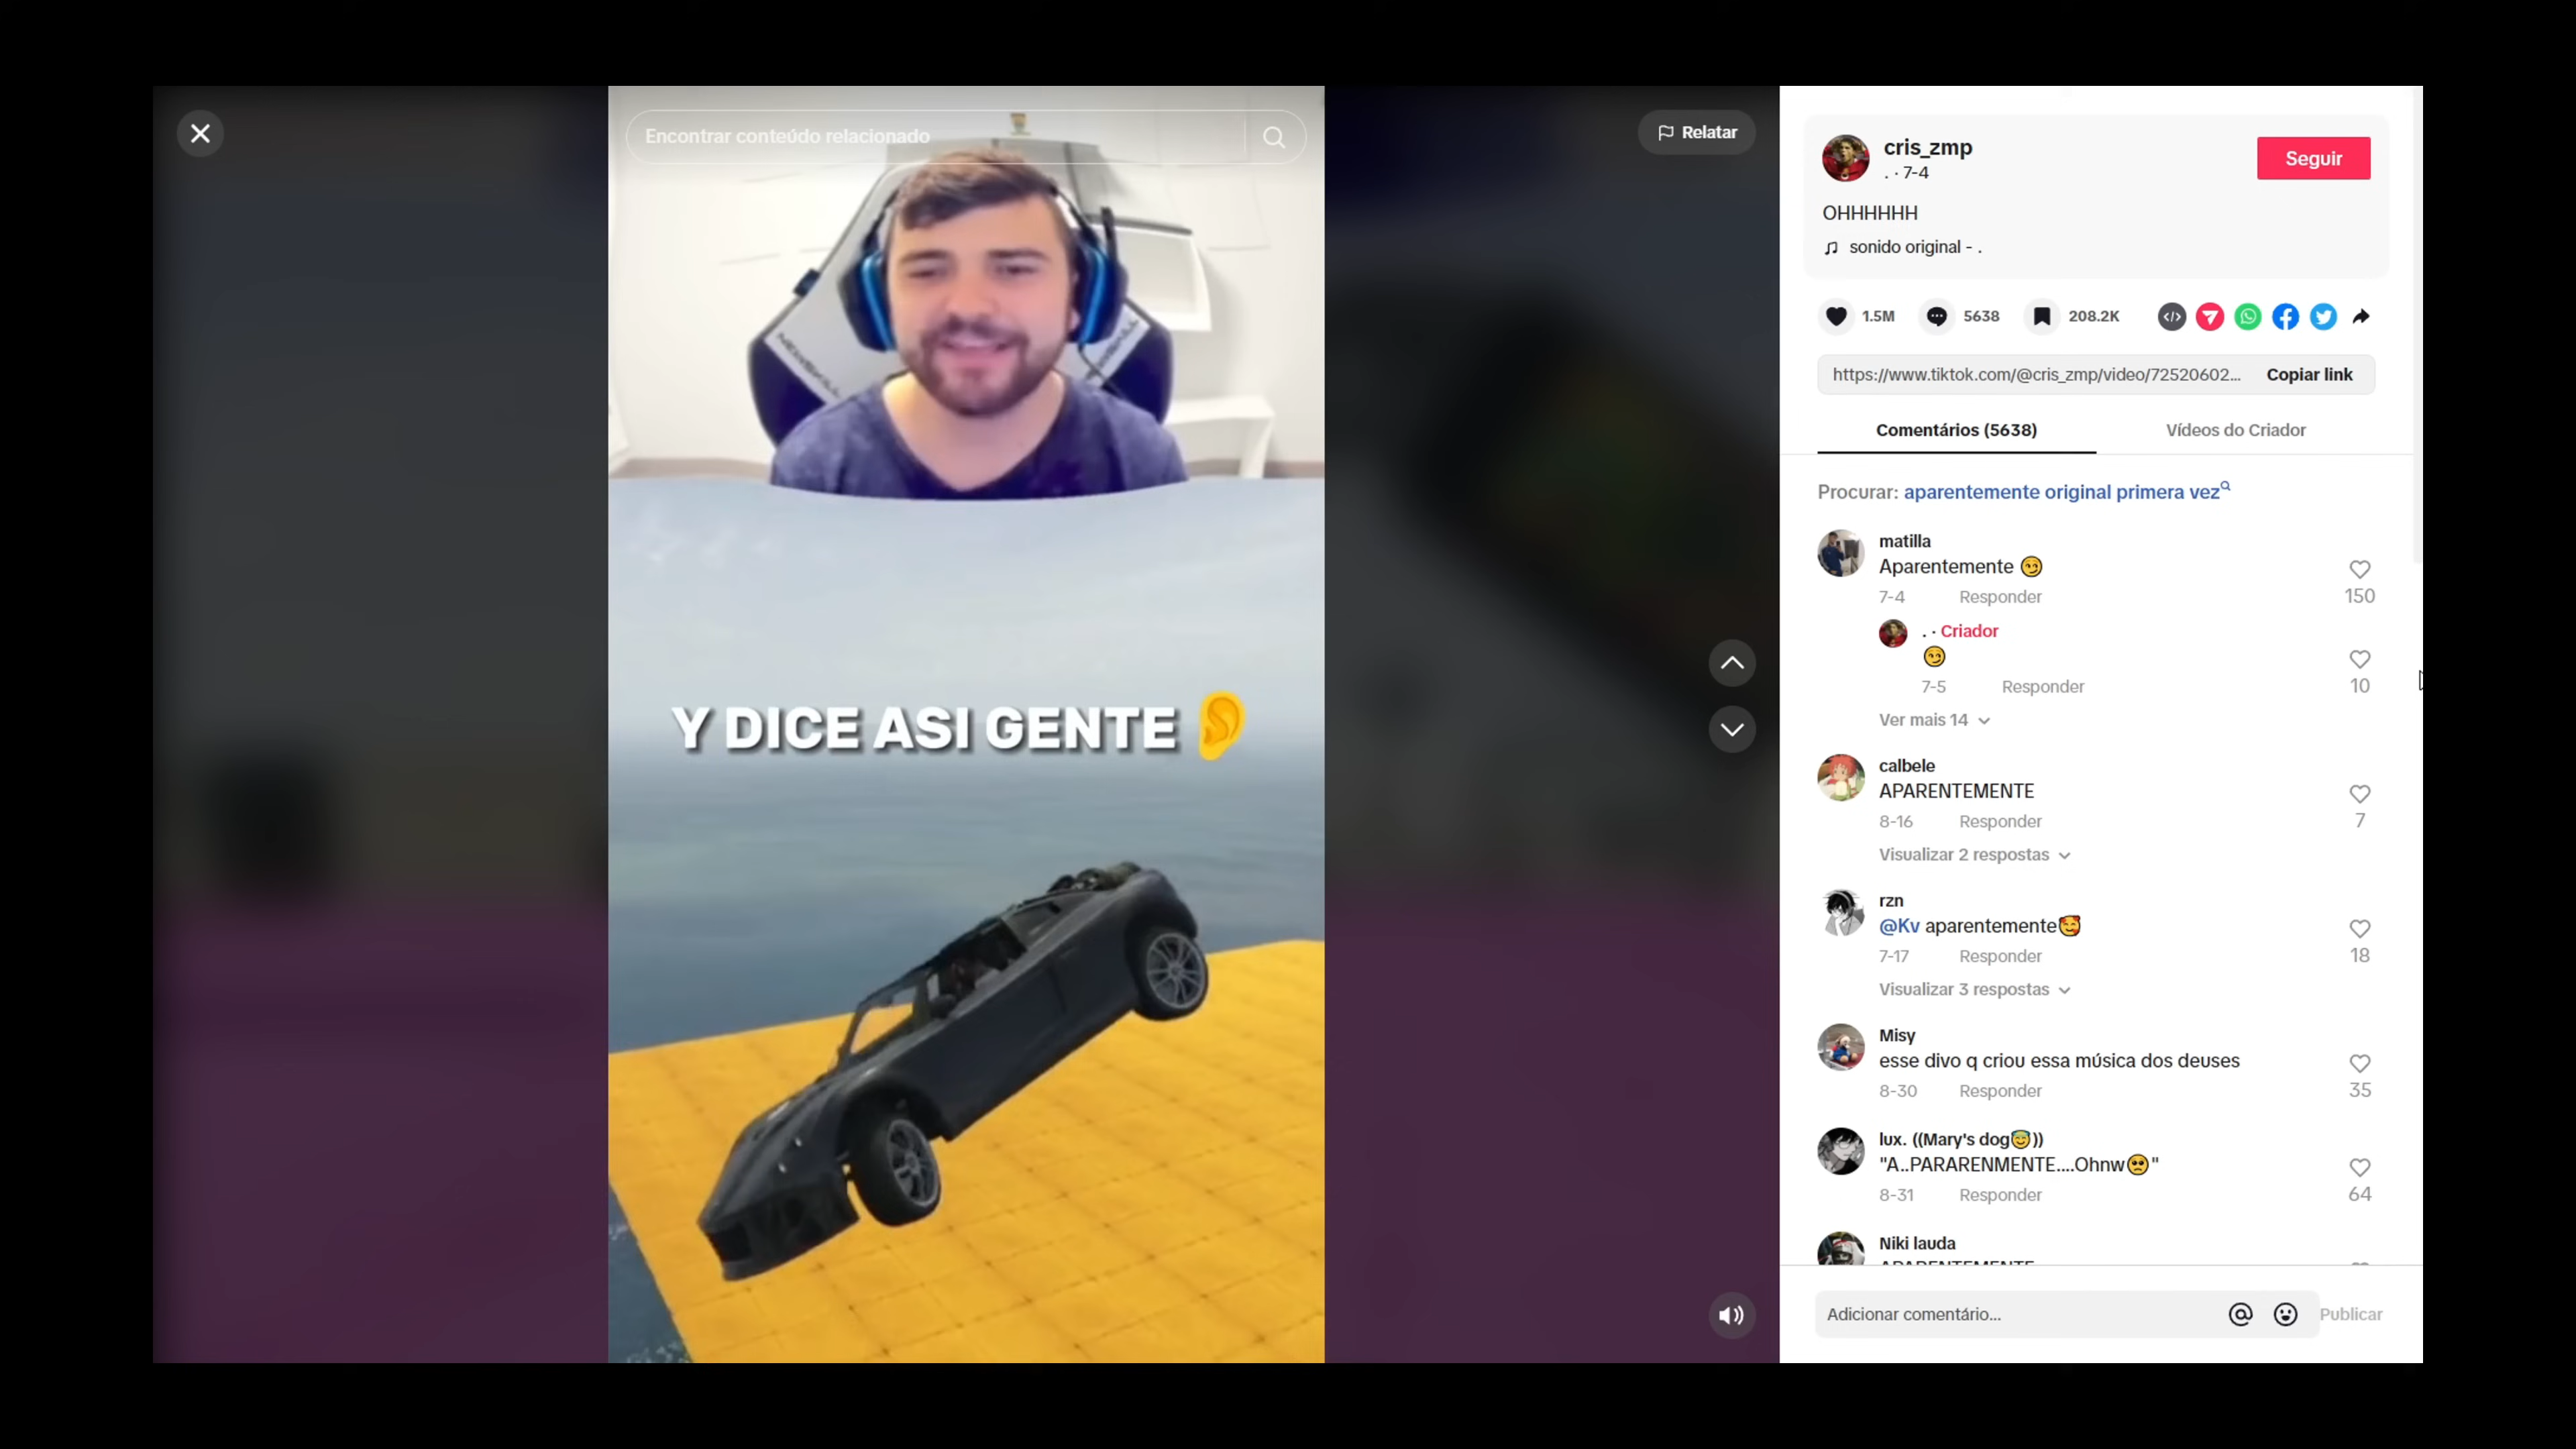 Encontrar conteúdo relacionado
Relatar
NEWSKILL
Y DICE ASI GENTE
cris_zmp
. · 7-4
Seguir
OHHHHHH
sonido original - .
1.5M
5638
208.2K
https://www.tiktok.com/@cris_zmp/video/72520602...
Copiar link
Comentários (5638)
Vídeos do Criador
Procurar: aparentemente original primera vez
matilla
Aparentemente 😏
7-4 Responder
150
. · Criador
😏
7-5 Responder
10
Ver mais 14
calbele
APARENTEMENTE
8-16 Responder
7
Visualizar 2 respostas
rzn
@Kv aparentemente🥰
7-17 Responder
18
Visualizar 3 respostas
Misy
esse divo q criou essa música dos deuses
8-30 Responder
35
lux. ((Mary's dog😇))
"A..PARARENMENTE....Ohnw🥺"
8-31 Responder
64
Niki lauda
Adicionar comentário...
Publicar